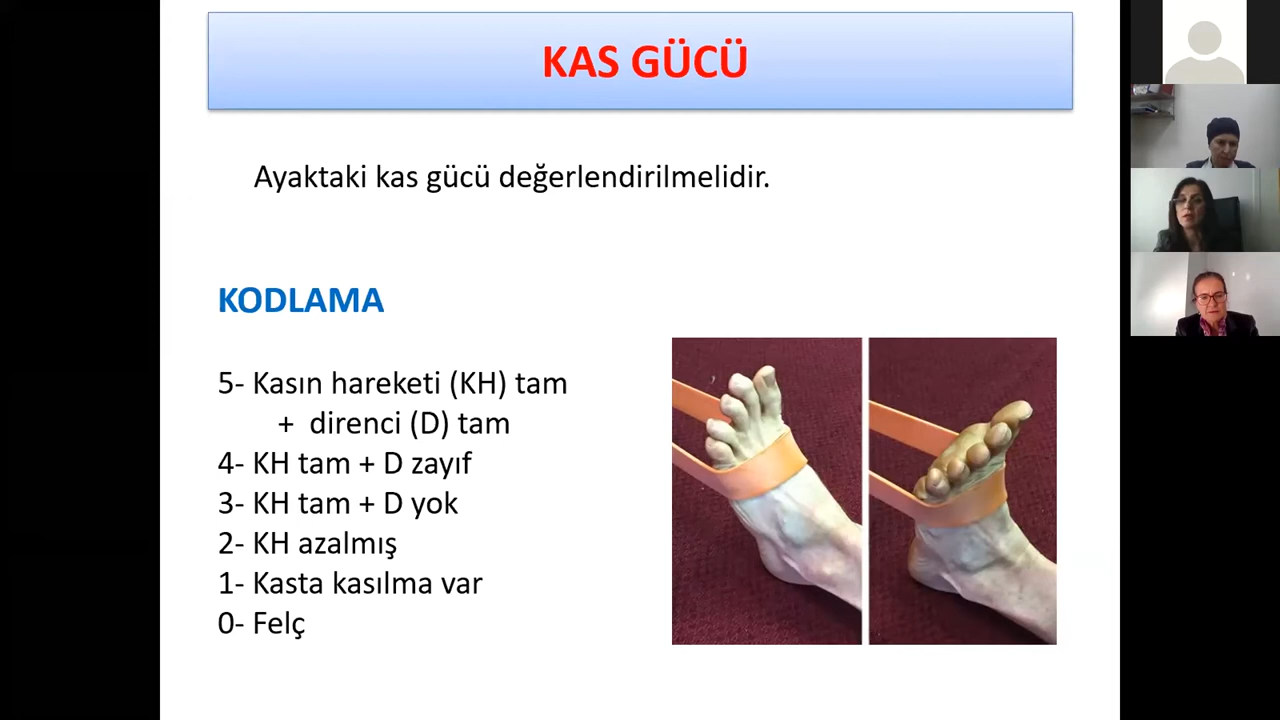 KAS GÜCÜ
Ayaktaki kas gücü değerlendirilmelidir.
KODLAMA
5- Kasın hareketi (KH) tam
+ direnci (D) tam
4- KH tam + D zayıf
3- KH tam + D yok
2- KH azalmış
1- Kasta kasılma var
0- Felç